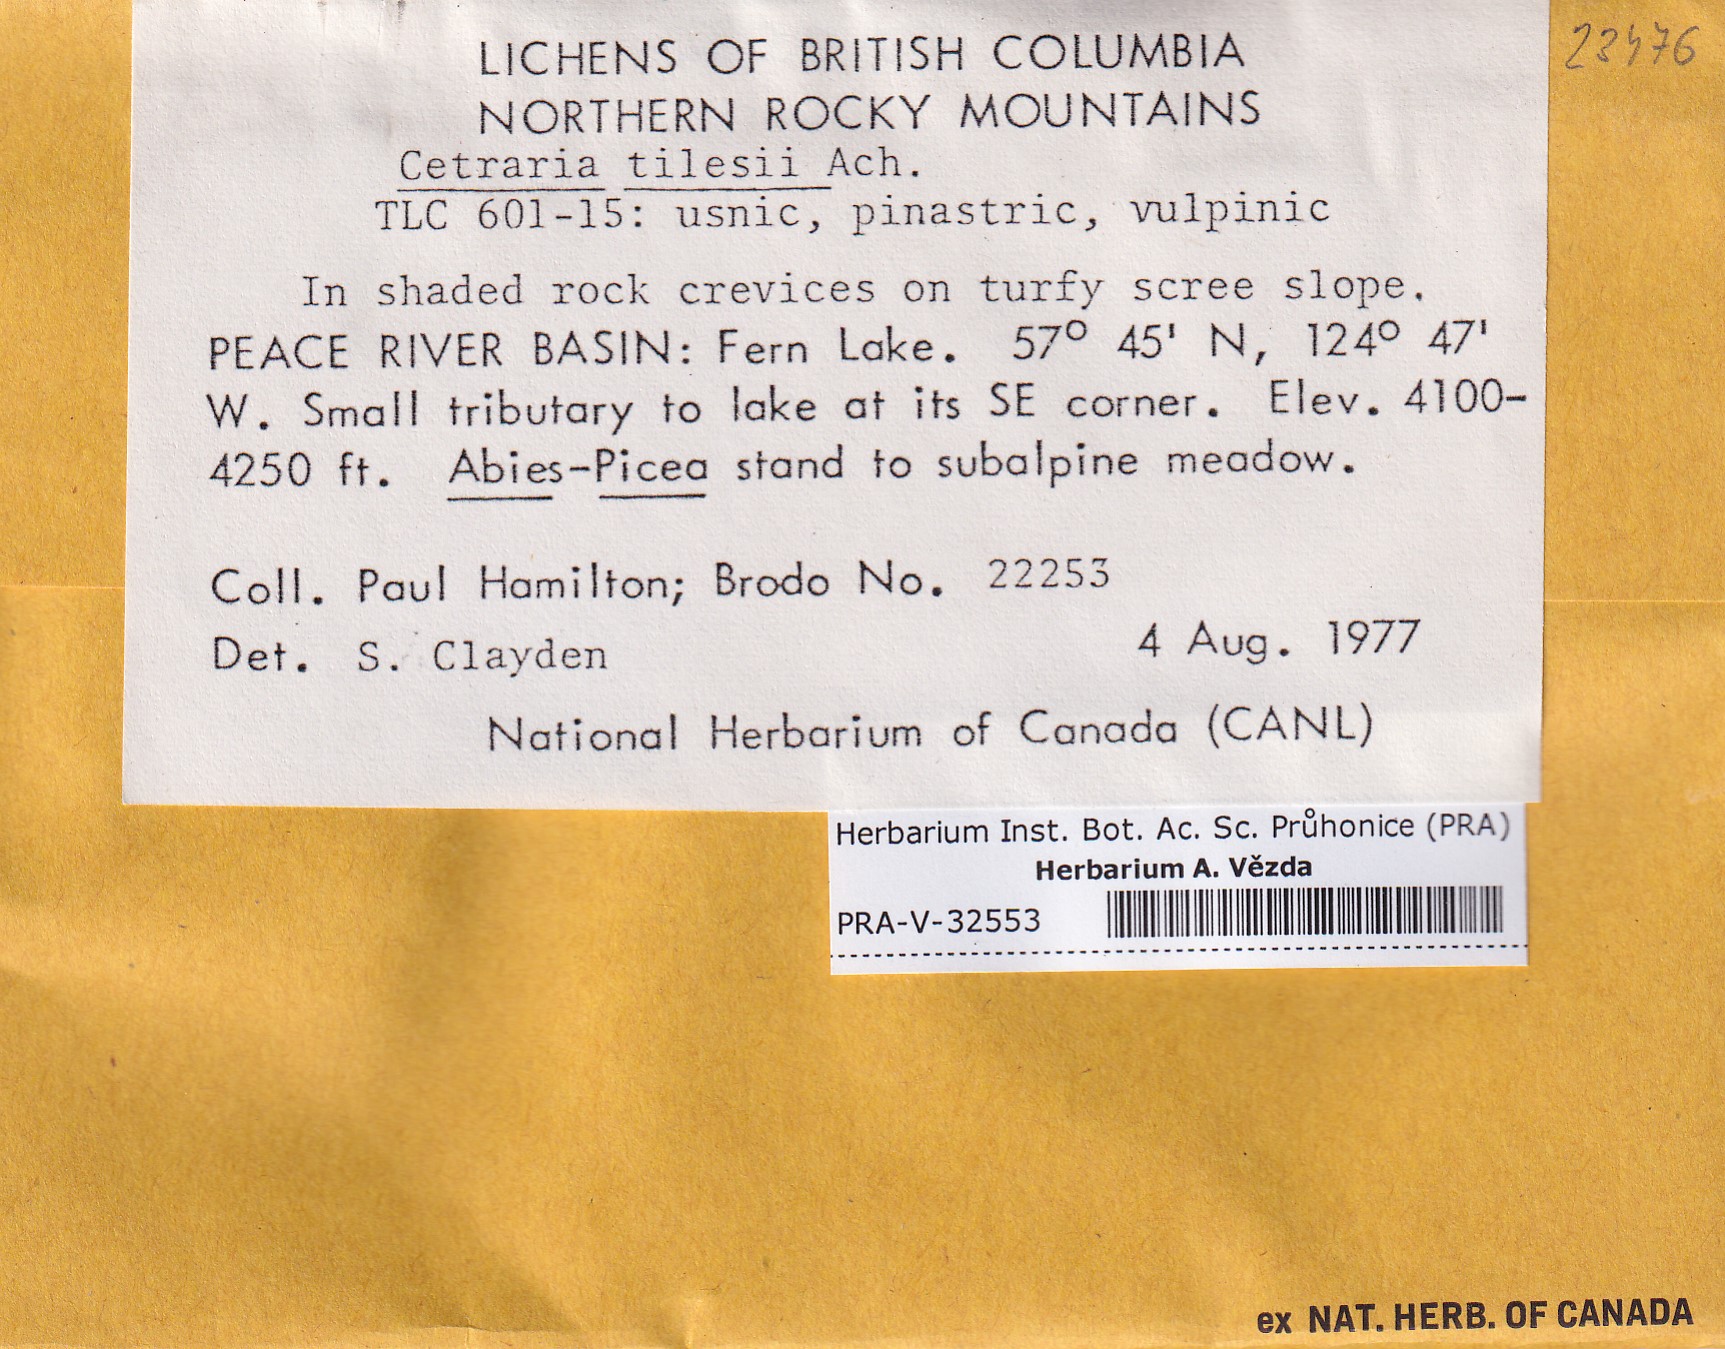 23476
LICHENS OF BRITISH COLUMBIA
NORTHERN ROCKY MOUNTAINS
Cetraria tilesii Ach.
TLC 601-15: usnic, pinastric, vulpinic
In shaded rock crevices on turfy scree slope.
PEACE RIVER BASIN: Fern Lake. 57° 45' N, 124° 47'
W. Small tributary to lake at its SE corner. Elev. 4100-
4250 ft. Abies-Picea stand to subalpine meadow.
Coll. Paul Hamilton; Brodo No. 22253
Det. S. Clayden 4 Aug. 1977
National Herbarium of Canada (CANL)
Herbarium Inst. Bot. Ac. Sc. Průhonice (PRA)
Herbarium A. Vězda
PRA-V-32553
ex NAT. HERB. OF CANADA